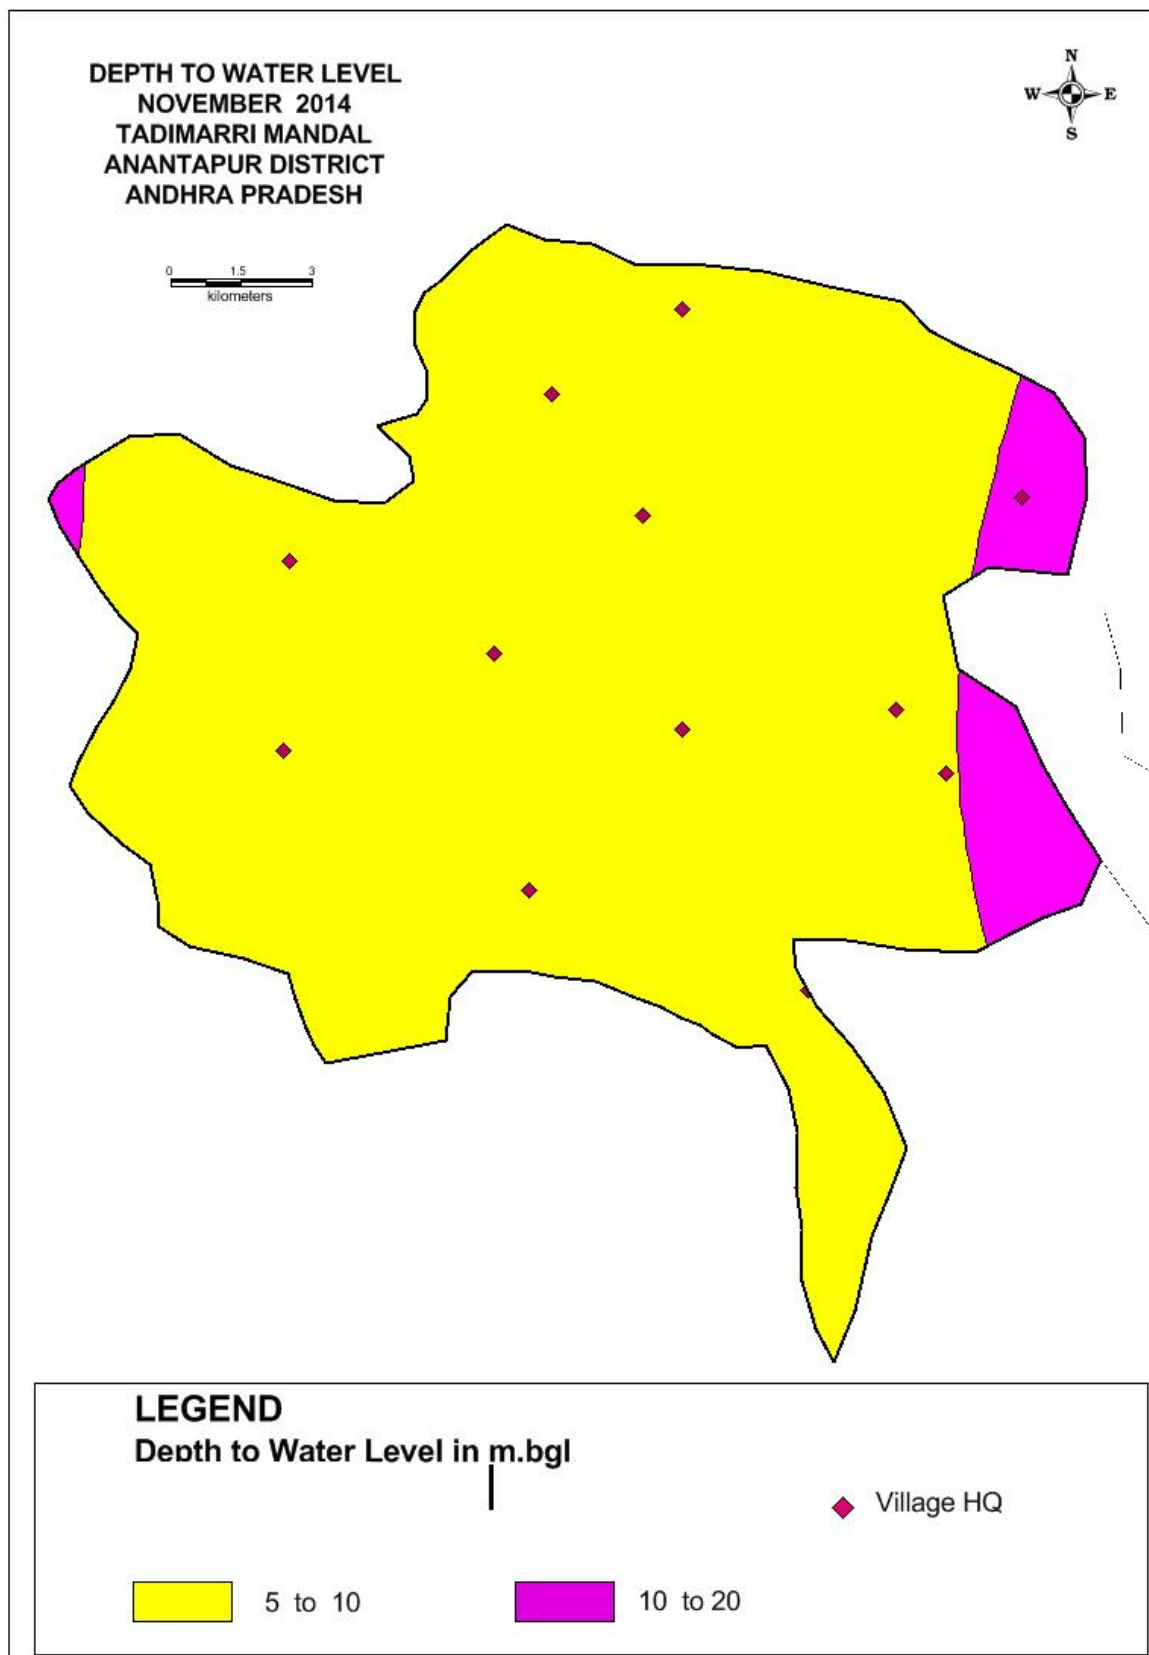 DEPTH TO WATER LEVEL
NOVEMBER 2014
TADIMARRI MANDAL
ANANTAPUR DISTRICT
ANDHRA PRADESH
N
W E
S
0 1.5 3
kilometers
LEGEND
Depth to Water Level in m.bgl
Village HQ
5 to 10
10 to 20